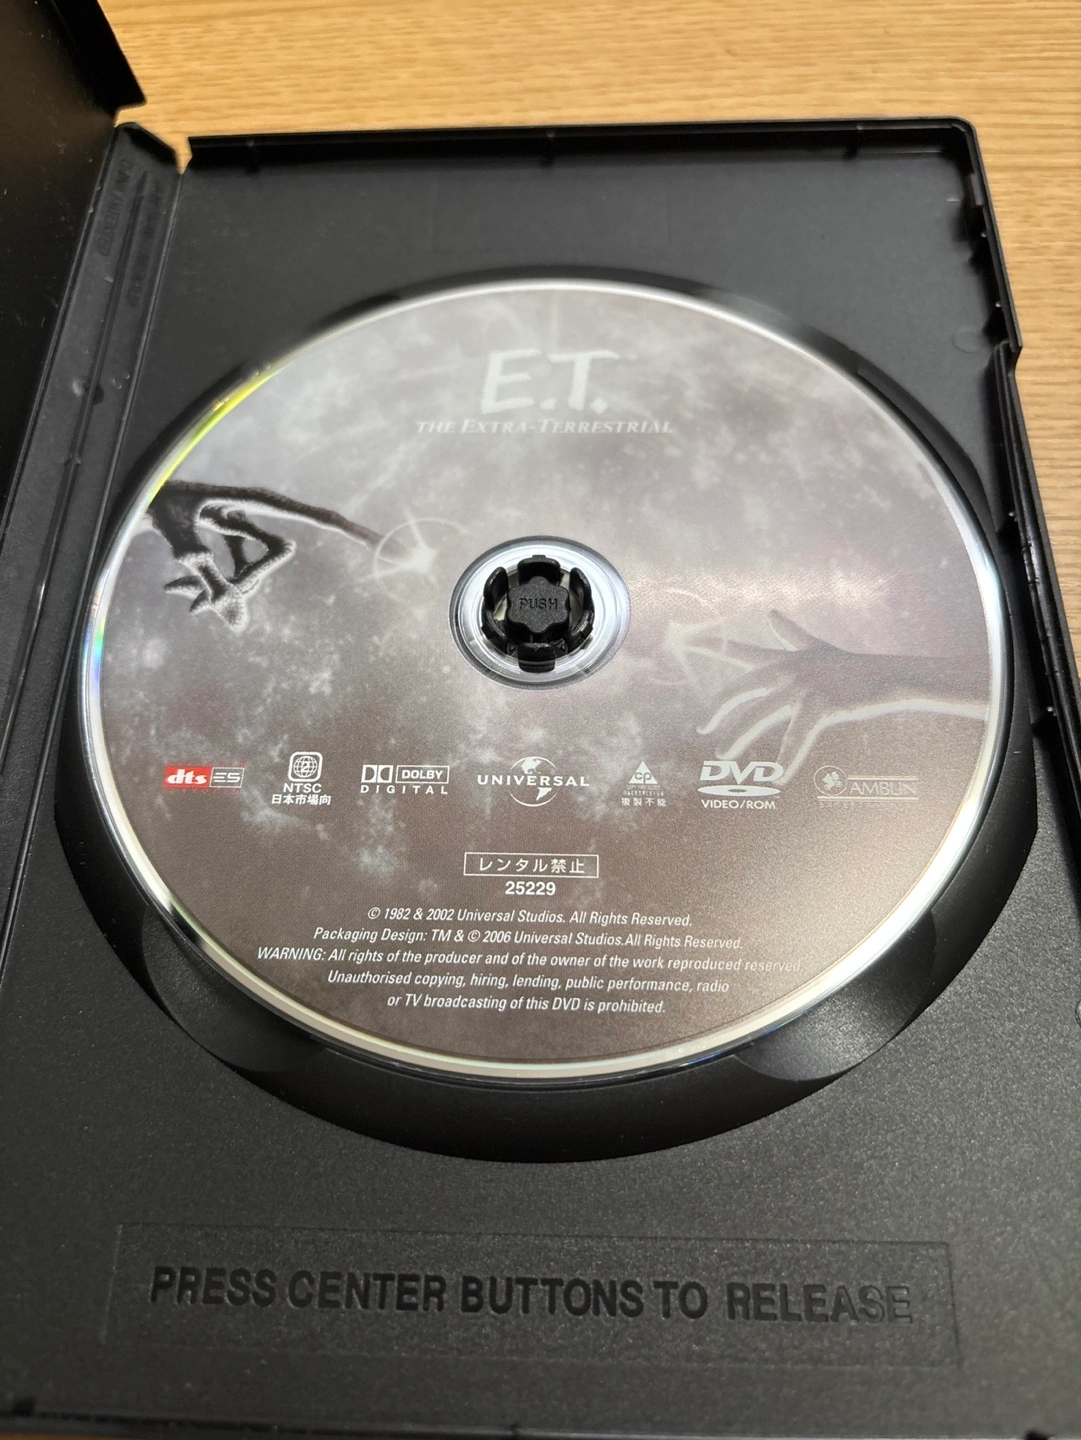 E.T.
THE EXTRA-TERRESTRIAL
PUSH
dts ES
2
NTSC
日本市場向
DOLBY
DIGITAL
UNIVERSAL
CP
複製不能
DVD
VIDEO/ROM
AMBLIN
レンタル禁止
25229
© 1982 & 2002 Universal Studios. All Rights Reserved.
Packaging Design: TM & © 2006 Universal Studios.All Rights Reserved.
WARNING: All rights of the producer and of the owner of the work reproduced reserved.
Unauthorised copying, hiring, lending, public performance, radio
or TV broadcasting of this DVD is prohibited.
PRESS CENTER BUTTONS TO RELEASE